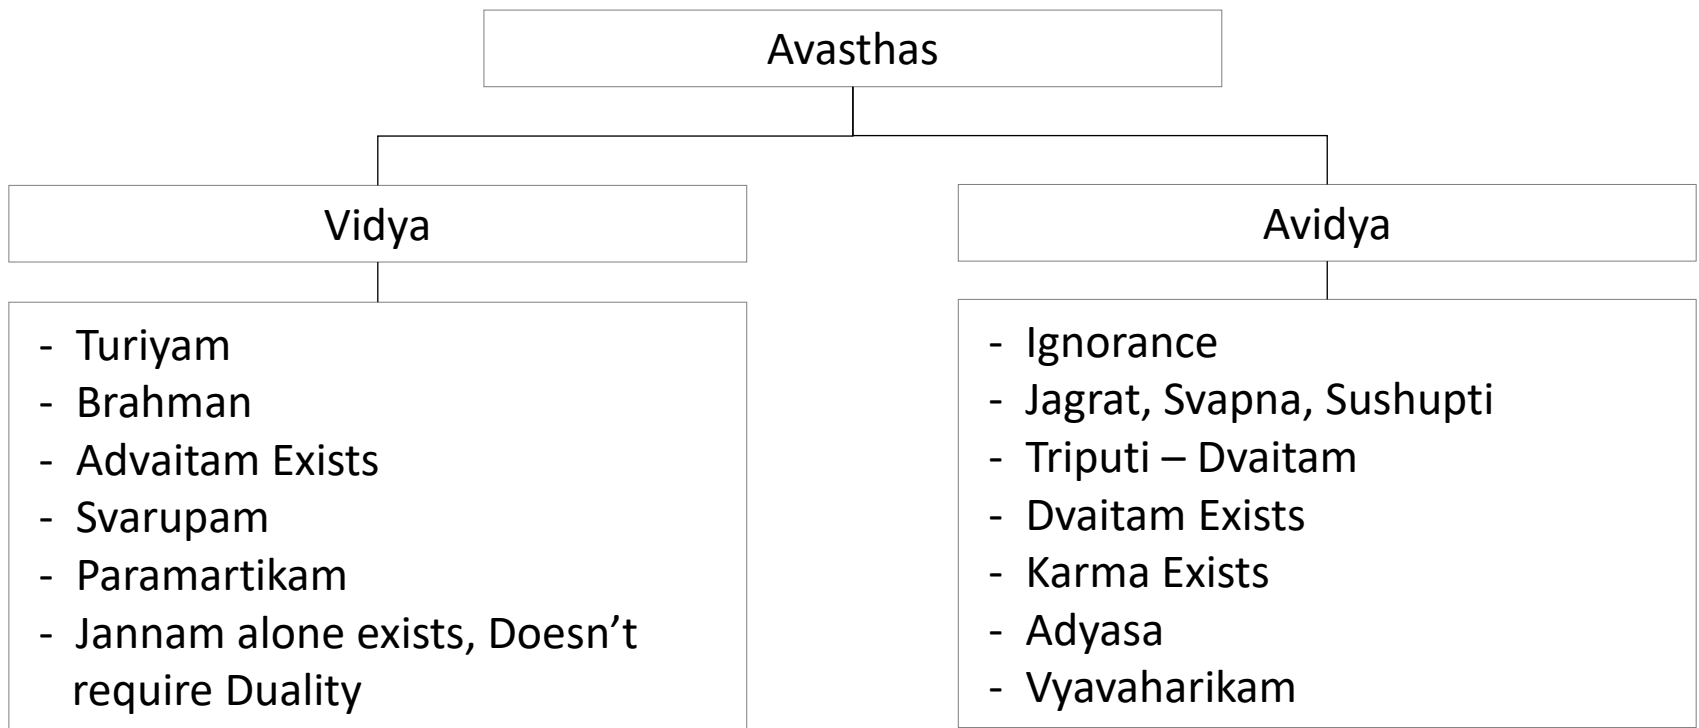 Avasthas
Vidya
- Turiyam
- Brahman
- Advaitam Exists
- Svarupam
- Paramartikam
- Jannam alone exists, Doesn’t
require Duality
Avidya
- Ignorance
- Jagrat, Svapna, Sushupti
- Triputi – Dvaitam
- Dvaitam Exists
- Karma Exists
- Adyasa
- Vyavaharikam